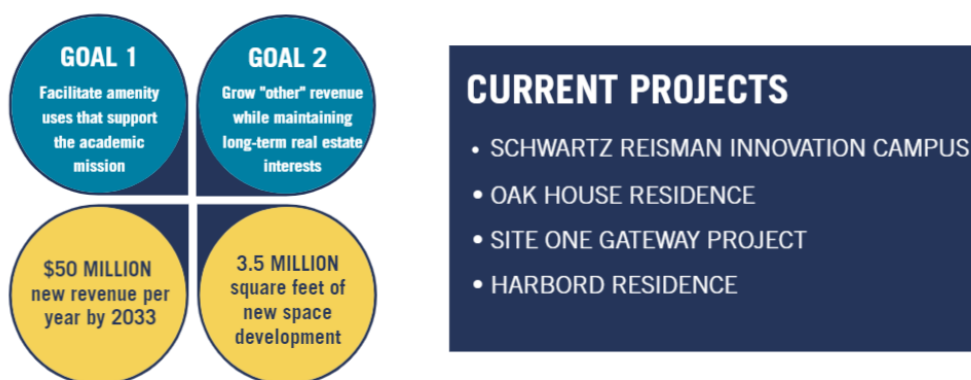 GOAL 1
Facilitate amenity
uses that support
the academic
mission
GOAL 2
Grow "other" revenue
while maintaining
long-term real estate
interests
$50 MILLION
new revenue per
year by 2033
3.5 MILLION
square feet of
new space
development
CURRENT PROJECTS
• SCHWARTZ REISMAN INNOVATION CAMPUS
• OAK HOUSE RESIDENCE
• SITE ONE GATEWAY PROJECT
• HARBORD RESIDENCE